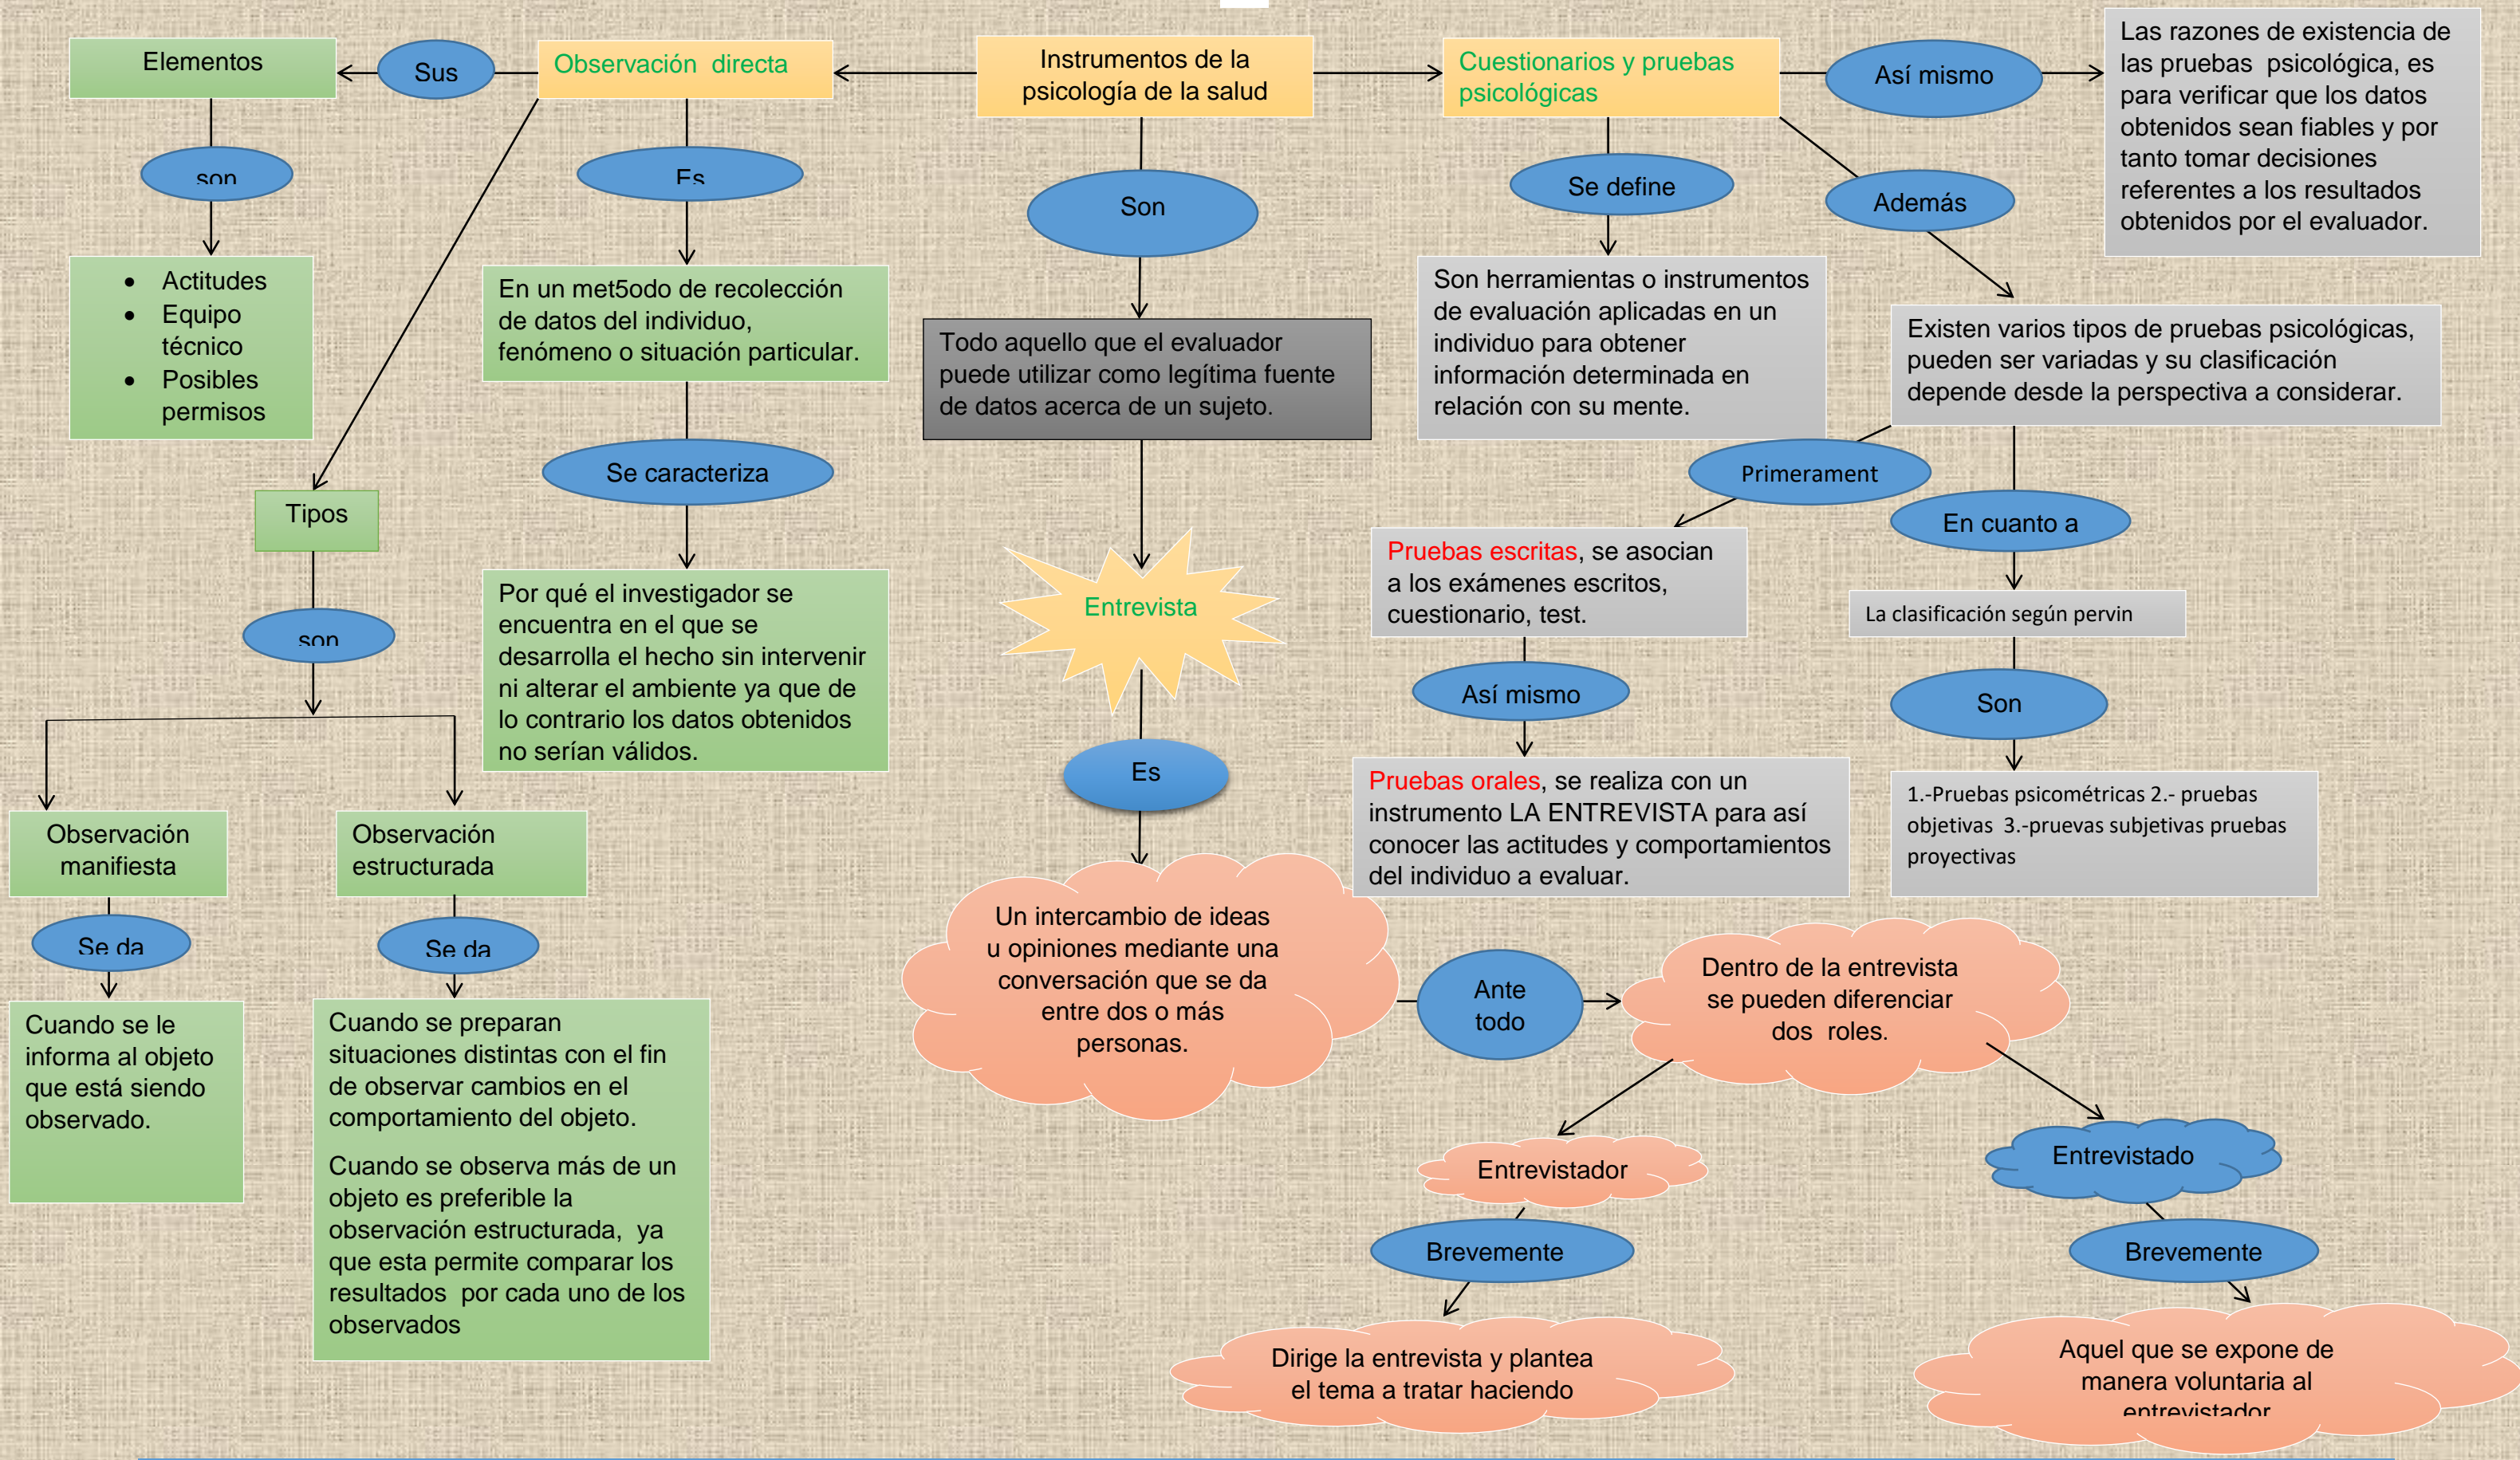 Elementos
Sus
Observación directa
Instrumentos de la
psicología de la salud
Cuestionarios y pruebas
psicológicas
Así mismo
Las razones de existencia de
las pruebas psicológica, es
para verificar que los datos
obtenidos sean fiables y por
tanto tomar decisiones
referentes a los resultados
obtenidos por el evaluador.
son
Es
Son
Se define
Además
Actitudes
Equipo
técnico
Posibles
permisos
En un met5odo de recolección
de datos del individuo,
fenómeno o situación particular.
Todo aquello que el evaluador
puede utilizar como legítima fuente
de datos acerca de un sujeto.
Son herramientas o instrumentos
de evaluación aplicadas en un
individuo para obtener
información determinada en
relación con su mente.
Existen varios tipos de pruebas psicológicas,
pueden ser variadas y su clasificación
depende desde la perspectiva a considerar.
Se caracteriza
Primerament
En cuanto a
Tipos
Pruebas escritas, se asocian
a los exámenes escritos,
cuestionario, test.
La clasificación según pervin
Entrevista
Por qué el investigador se
encuentra en el que se
desarrolla el hecho sin intervenir
ni alterar el ambiente ya que de
lo contrario los datos obtenidos
no serían válidos.
son
Así mismo
Son
Es
Pruebas orales, se realiza con un
instrumento LA ENTREVISTA para así
conocer las actitudes y comportamientos
del individuo a evaluar.
1.-Pruebas psicométricas 2.- pruebas
objetivas 3.-pruevas subjetivas pruebas
proyectivas
Observación
manifiesta
Observación
estructurada
Se da
Se da
Un intercambio de ideas
u opiniones mediante una
conversación que se da
entre dos o más
personas.
Ante
todo
Dentro de la entrevista
se pueden diferenciar
dos roles.
Cuando se le
informa al objeto
que está siendo
observado.
Cuando se preparan
situaciones distintas con el fin
de observar cambios en el
comportamiento del objeto.
Cuando se observa más de un
objeto es preferible la
observación estructurada, ya
que esta permite comparar los
resultados por cada uno de los
observados
Entrevistador
Entrevistado
Brevemente
Brevemente
Dirige la entrevista y plantea
el tema a tratar haciendo
Aquel que se expone de
manera voluntaria al
entrevistador